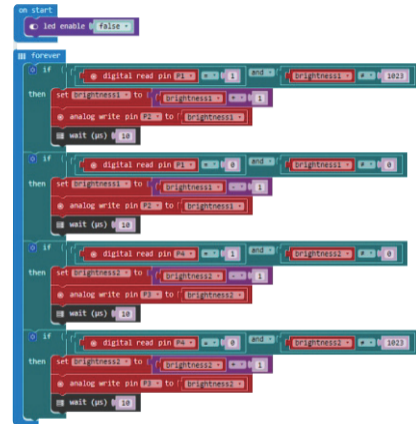 on start
led enable false
forever
if digital read pin P1 = 1 and brightness1 ≠ 1023
then set brightness1 to brightness1 + 1
analog write pin P2 to brightness1
wait (µs) 10
if digital read pin P1 = 0 and brightness1 ≠ 0
then set brightness1 to brightness1 - 1
analog write pin P2 to brightness1
wait (µs) 10
if digital read pin P4 = 1 and brightness2 ≠ 0
then set brightness2 to brightness2 - 1
analog write pin P3 to brightness2
wait (µs) 10
if digital read pin P4 = 0 and brightness2 ≠ 1023
then set brightness2 to brightness2 + 1
analog write pin P3 to brightness2
wait (µs) 10